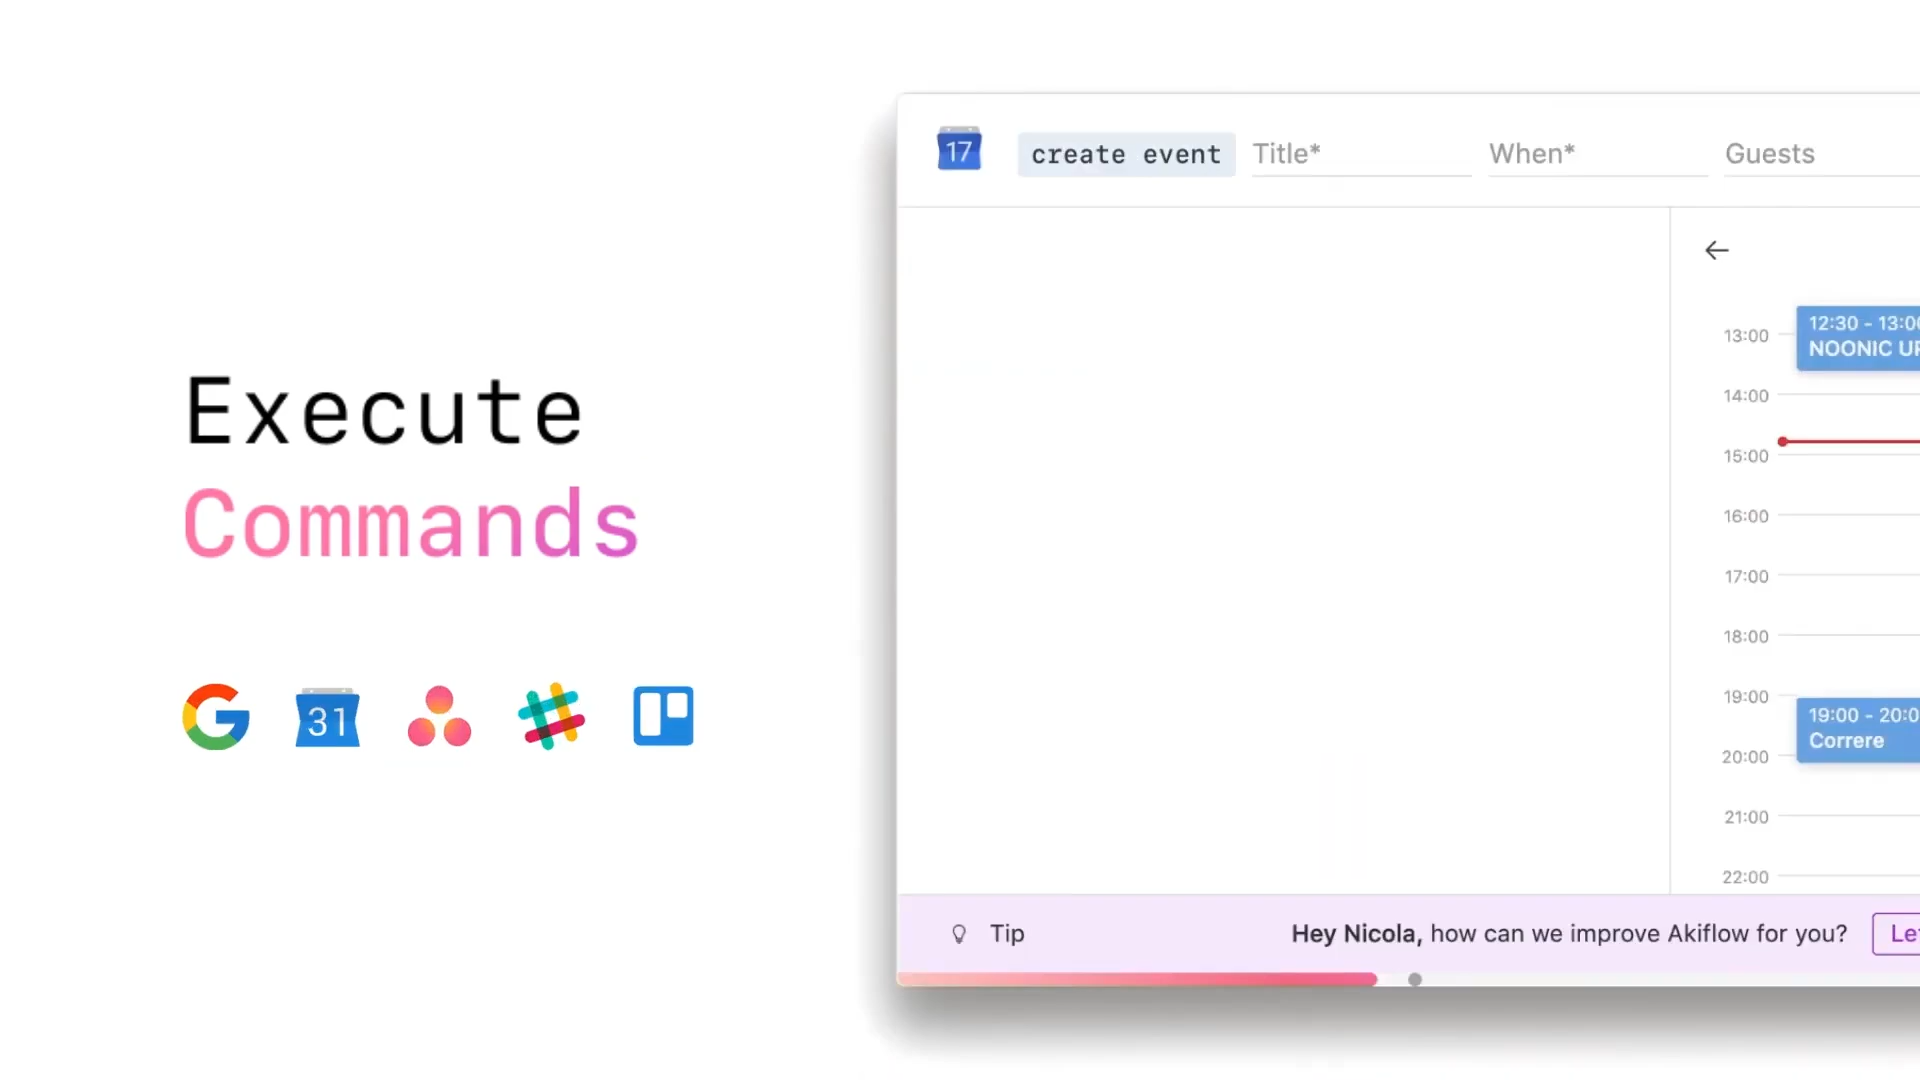 Execute
Commands
31
17
create event
Title*
When*
Guests
13:00
12:30 - 13:00
NOONIC
14:00
15:00
16:00
17:00
18:00
19:00
19:00 - 20:0
Correre
20:00
21:00
22:00
Tip
Hey Nicola, how can we improve Akiflow for you?